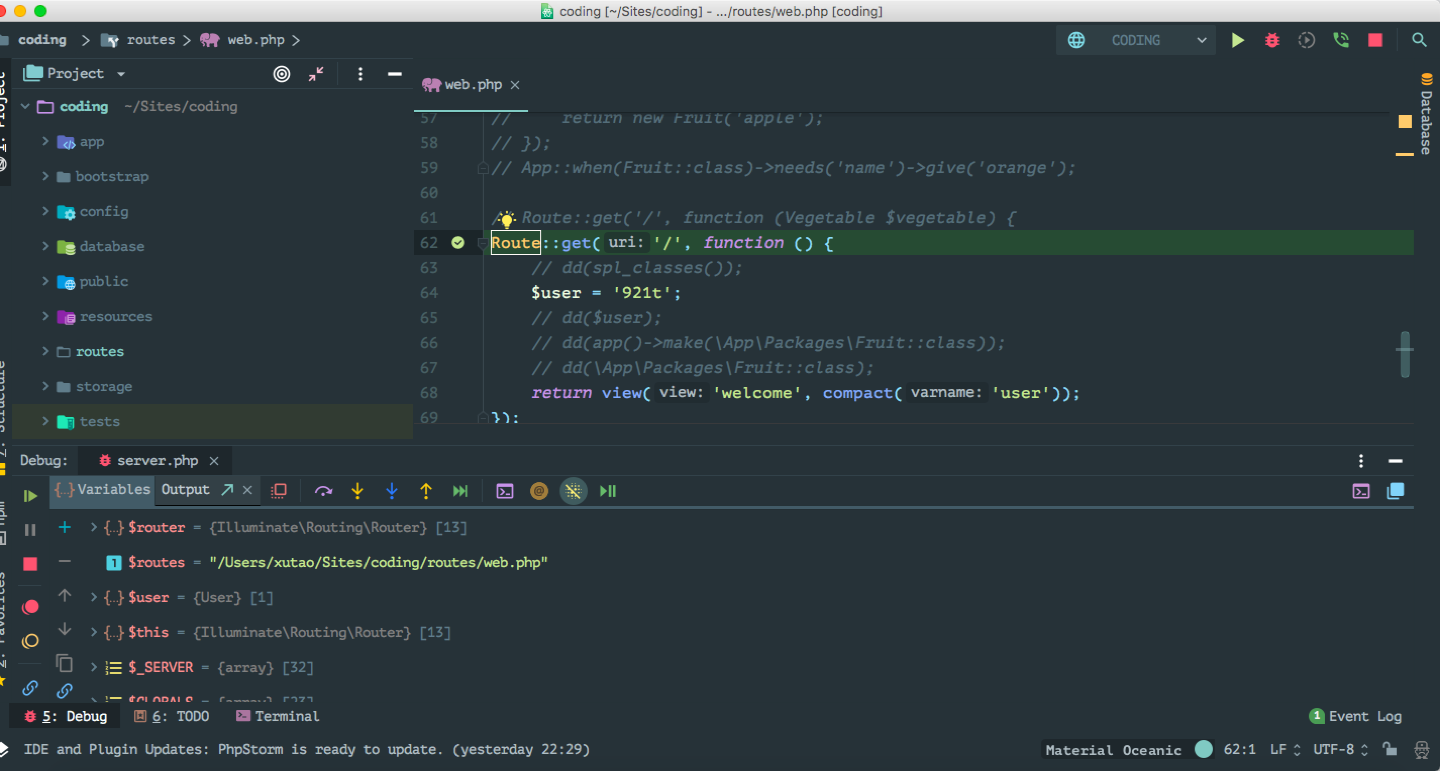 coding [~/Sites/coding] - .../routes/web.php [coding]
coding > routes > web.php >
CODING
Project
web.php
coding ~/Sites/coding
app
bootstrap
config
database
public
resources
routes
storage
tests
57 // return new Fruit('apple');
58 // });
59 // App::when(Fruit::class)->needs('name')->give('orange');
60
61 / Route::get('/', function (Vegetable $vegetable) {
62 Route::get( uri: '/', function () {
63 // dd(spl_classes());
64 $user = '921t';
65 // dd($user);
66 // dd(app()->make(\App\Packages\Fruit::class));
67 // dd(\App\Packages\Fruit::class);
68 return view( view: 'welcome', compact( varname: 'user'));
69 });
Database
1: Project
7: Structure
npm
2: Favorites
Debug: server.php
{..} Variables Output
{..} $router = {Illuminate\Routing\Router} [13]
1 $routes = "/Users/xutao/Sites/coding/routes/web.php"
{..} $user = {User} [1]
{..} $this = {Illuminate\Routing\Router} [13]
$_SERVER = {array} [32]
$GLOBALS = {array} [23]
5: Debug 6: TODO Terminal 1 Event Log
IDE and Plugin Updates: PhpStorm is ready to update. (yesterday 22:29) Material Oceanic 62:1 LF UTF-8